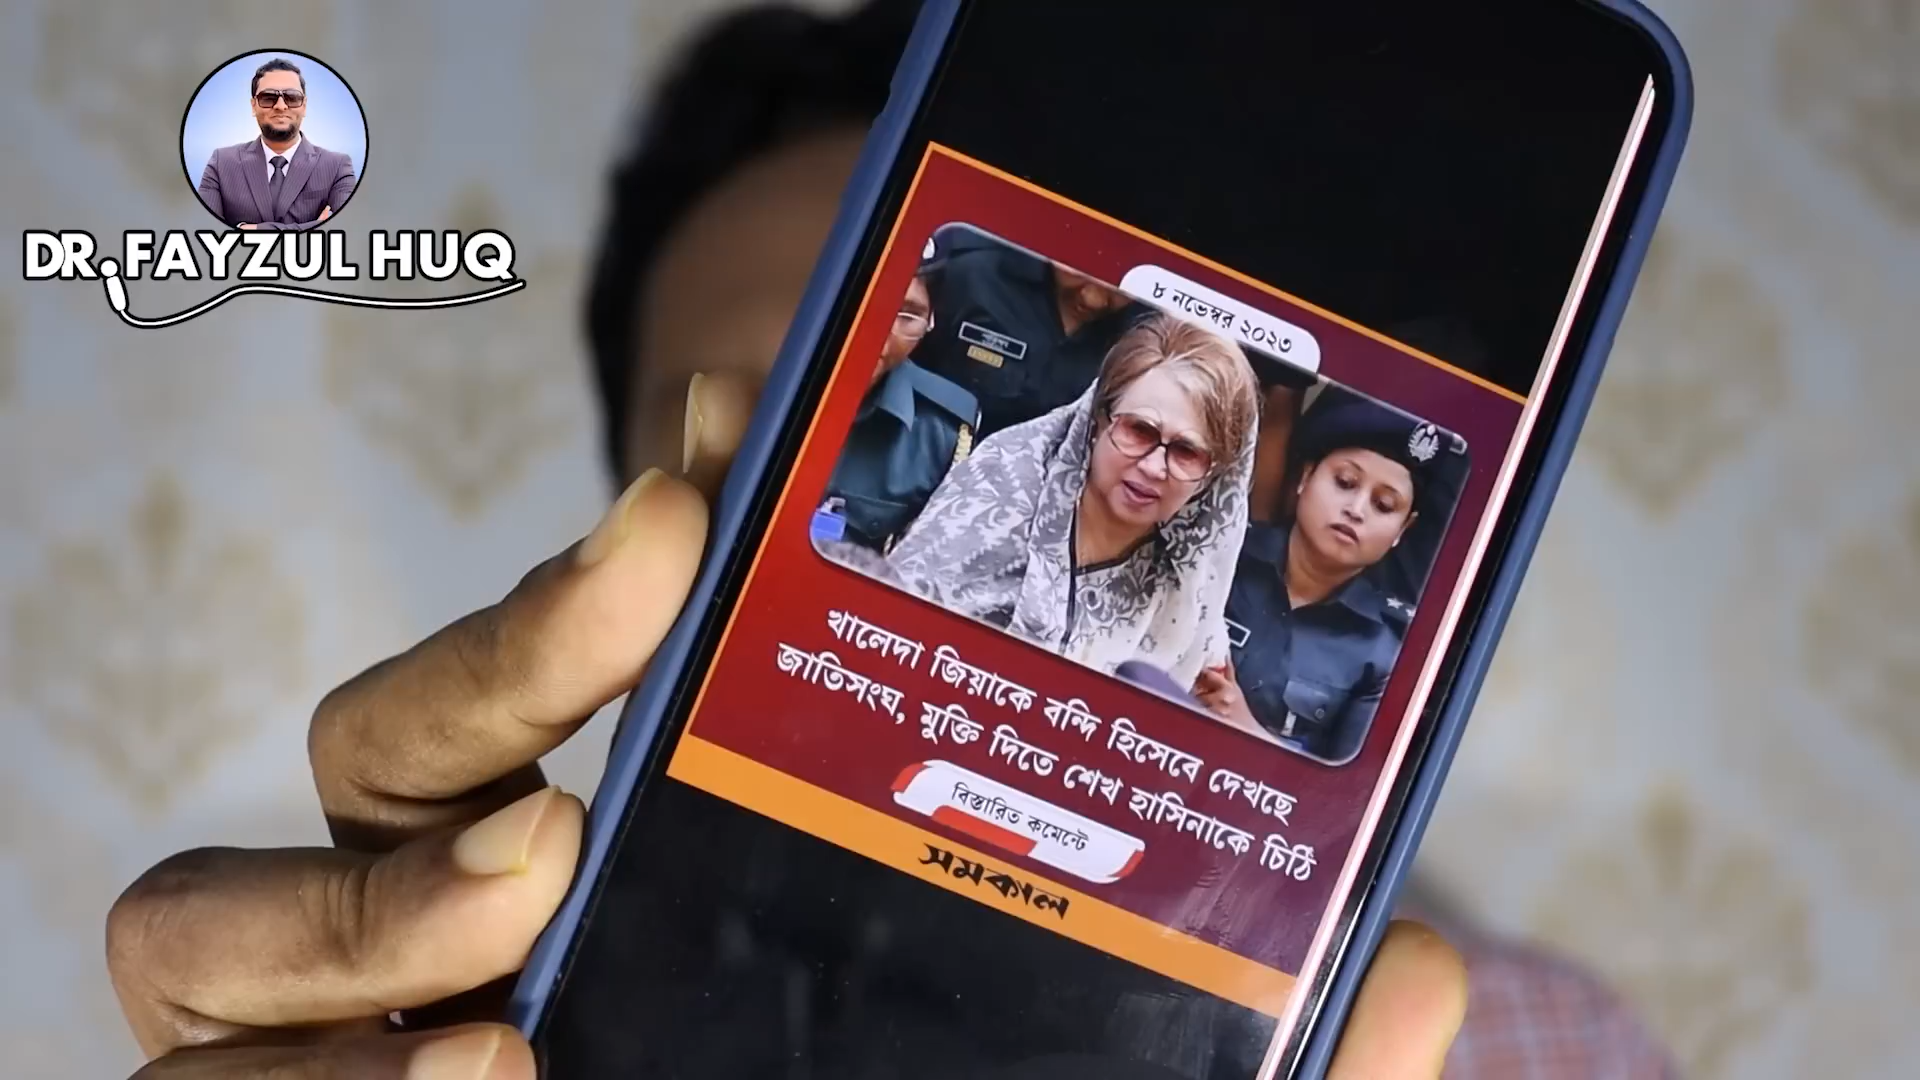 DR. FAYZUL HUQ
৮ নভেম্বর ২০২৩
খালেদা জিয়াকে বন্দি হিসেবে দেখছে
জাতিসংঘ, মুক্তি দিতে শেখ হাসিনাকে চিঠি
বিস্তারিত কমেন্টে
সমকাল